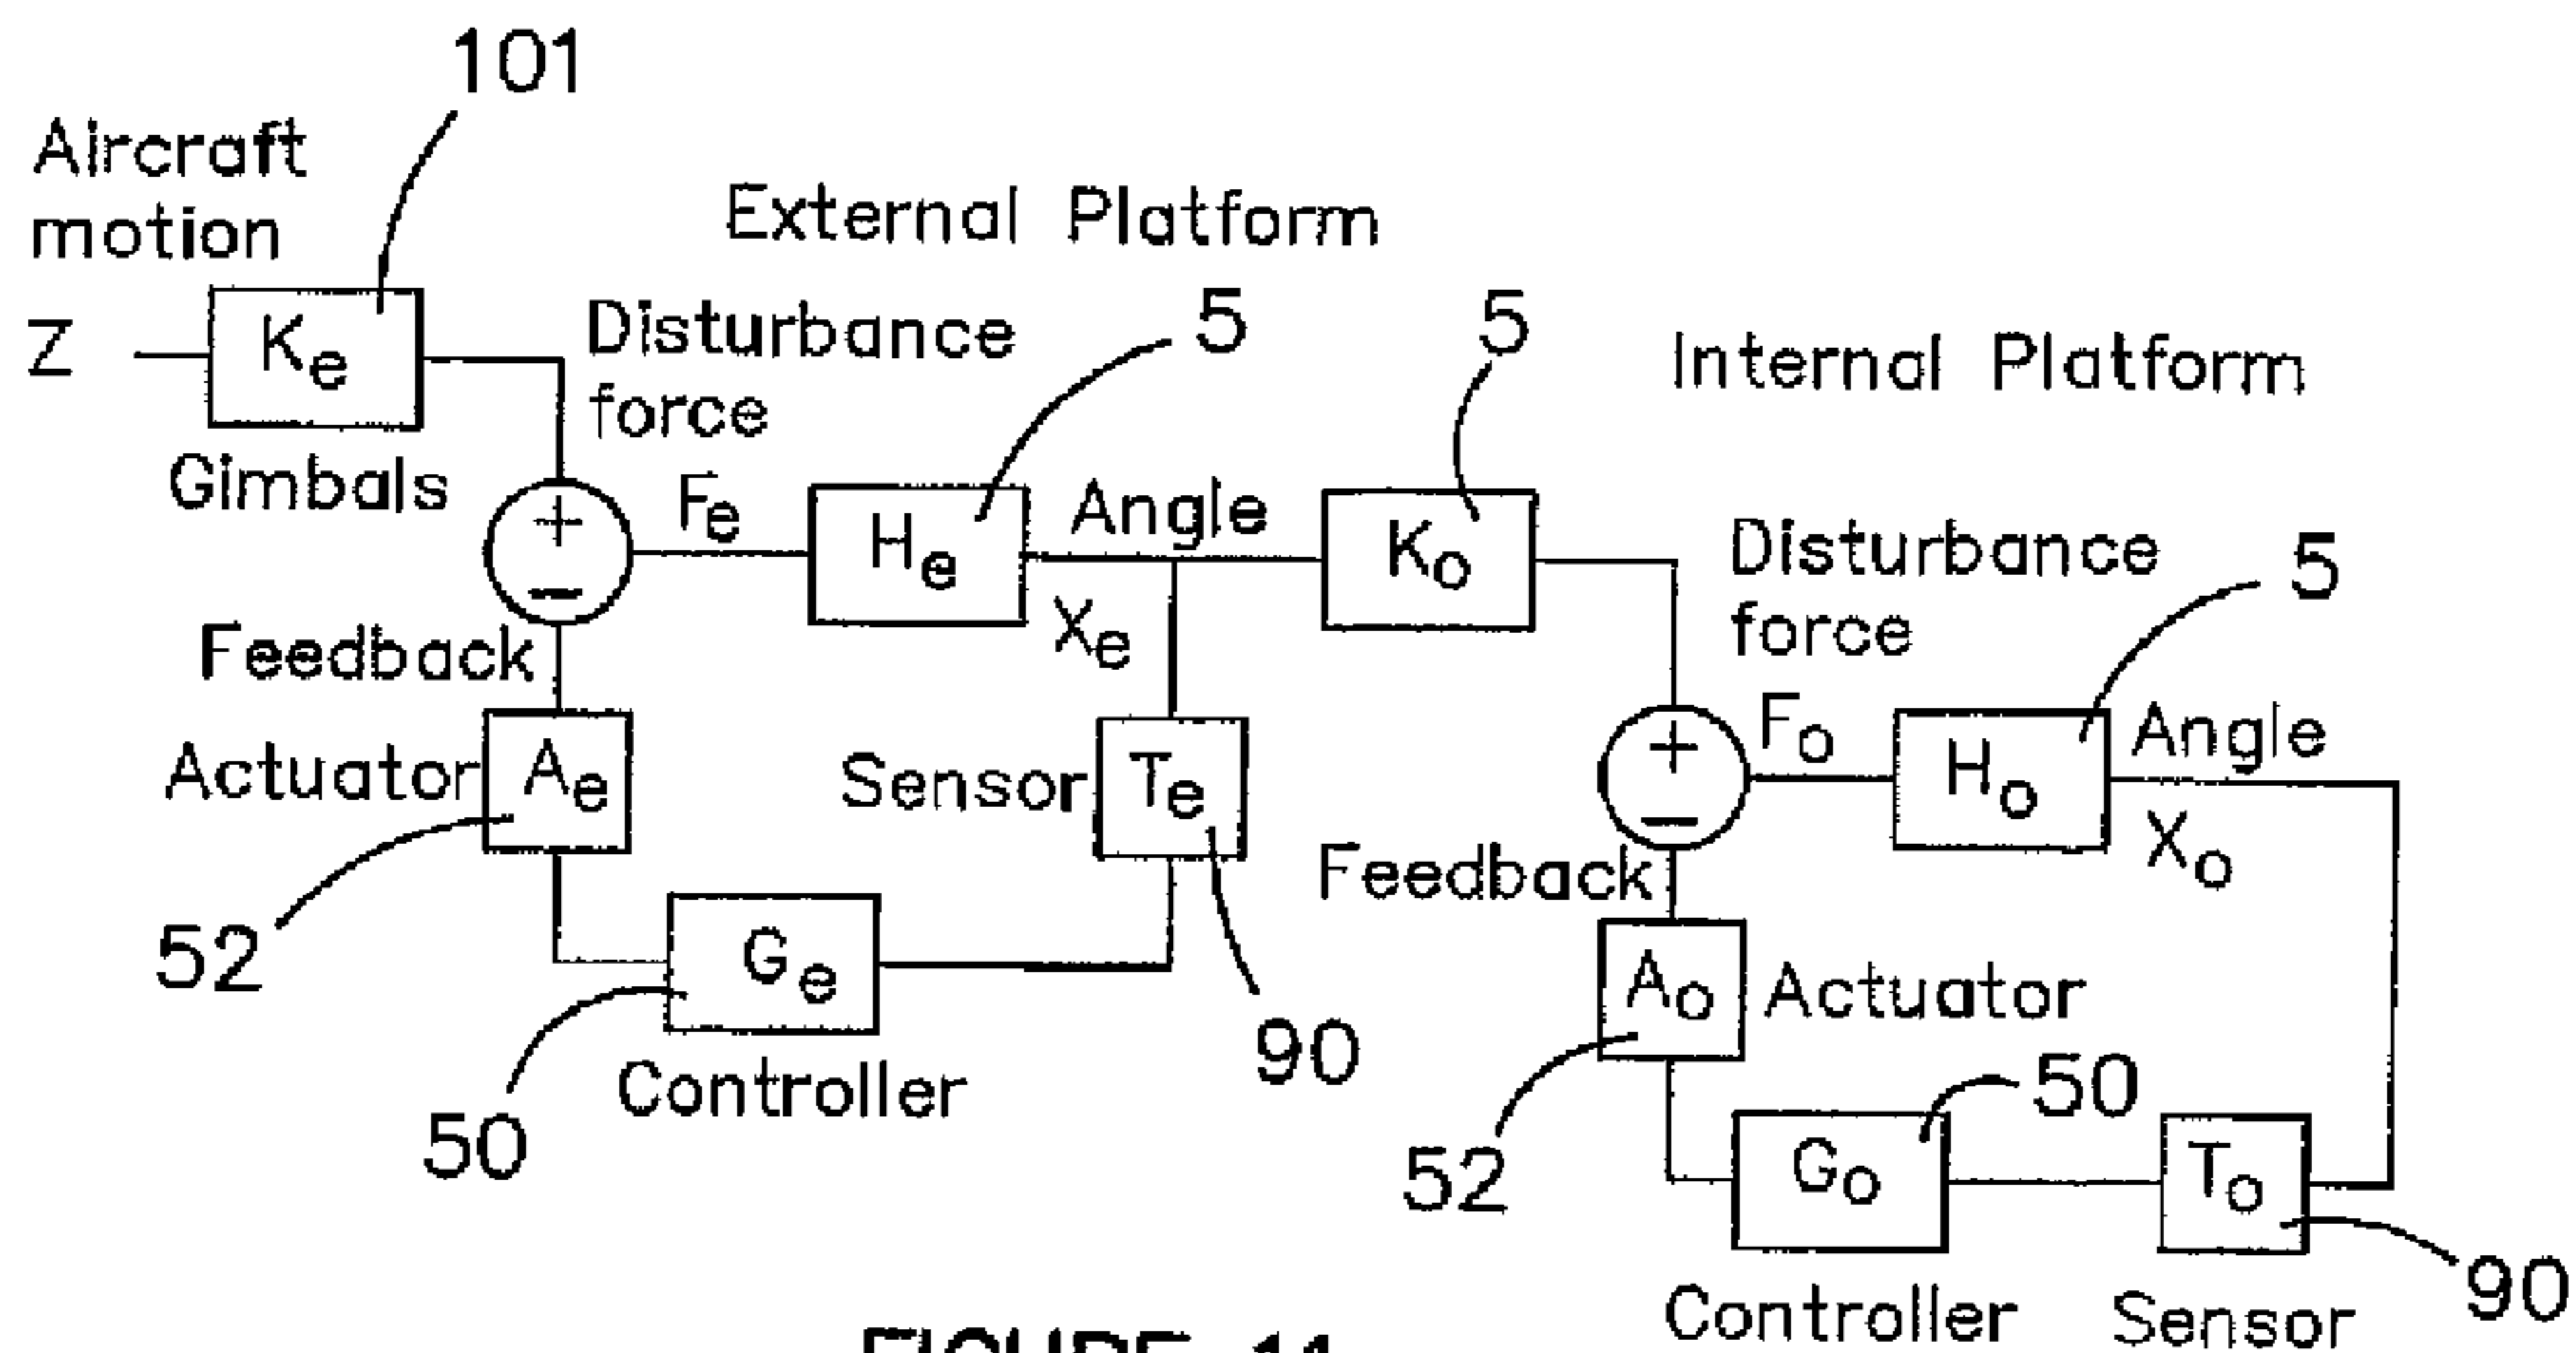 101
Aircraft
motion
External Platform
5
5
Z
Ke
Disturbance
force
Internal Platform
Gimbals
+
−
Fe
He
Angle
Xe
Ko
Disturbance
force
5
Feedback
Actuator
Ae
Sensor
Te
+
−
Fo
Ho
Angle
Xo
Feedback
52
Ge
50
Controller
90
Ao
Actuator
52
50
Go
To
90
Controller
Sensor
FIGURE 11